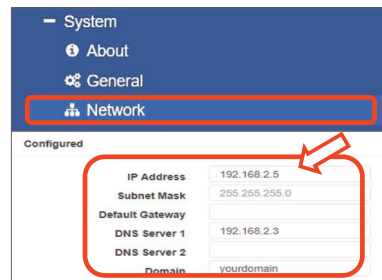 System
About
General
Network
Configured
IP Address 192.168.2.5
Subnet Mask 255.255.255.0
Default Gateway
DNS Server 1 192.168.2.3
DNS Server 2
Domain yourdomain